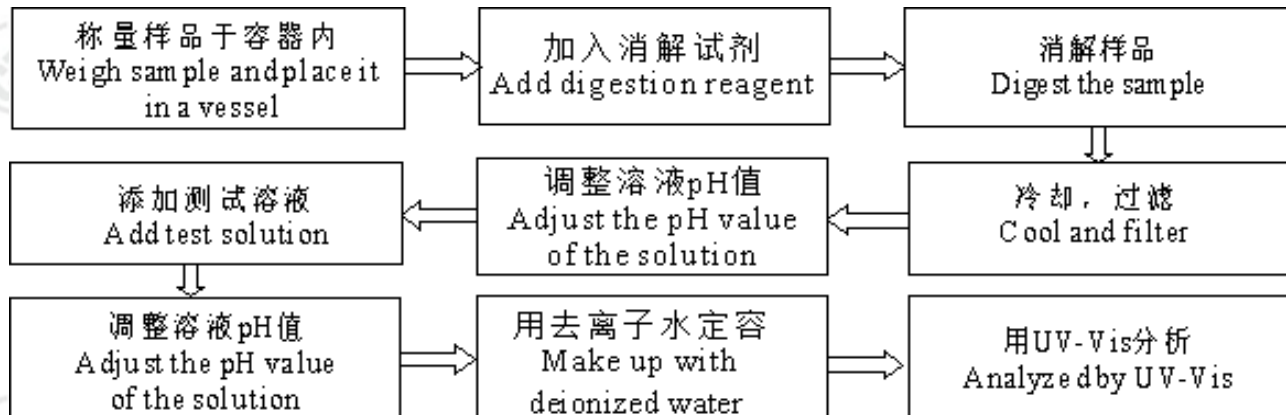 称量样品于容器内
Weigh sample and place it
in a vessel
加入消解试剂
Add digestion reagent
消解样品
Digest the sample
冷却，过滤
Cool and filter
调整溶液pH值
Adjust the pH value
of the solution
添加测试溶液
Add test solution
调整溶液pH值
Adjust the pH value
of the solution
用去离子水定容
Make up with
deionized water
用UV-Vis分析
Analyzed by UV-Vis